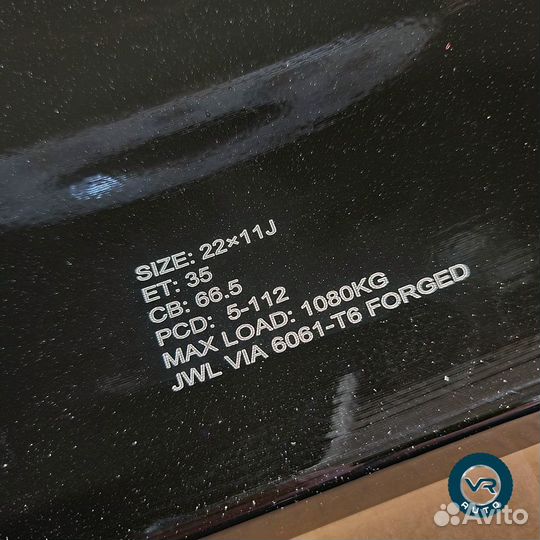 SIZE: 22×11J
ET: 35
CB: 66.5
PCD: 5-112
MAX LOAD: 1080KG
JWL VIA 6061-T6 FORGED
VR
AUTO
Avito